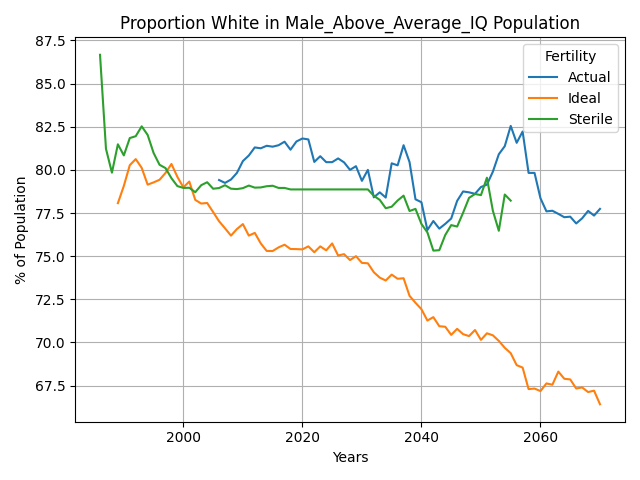 Proportion White in Male_Above_Average_IQ Population
87.5
85.0
82.5
80.0
77.5
75.0
72.5
70.0
67.5
% of Population
Fertility
Actual
Ideal
Sterile
2000
2020
2040
2060
Years